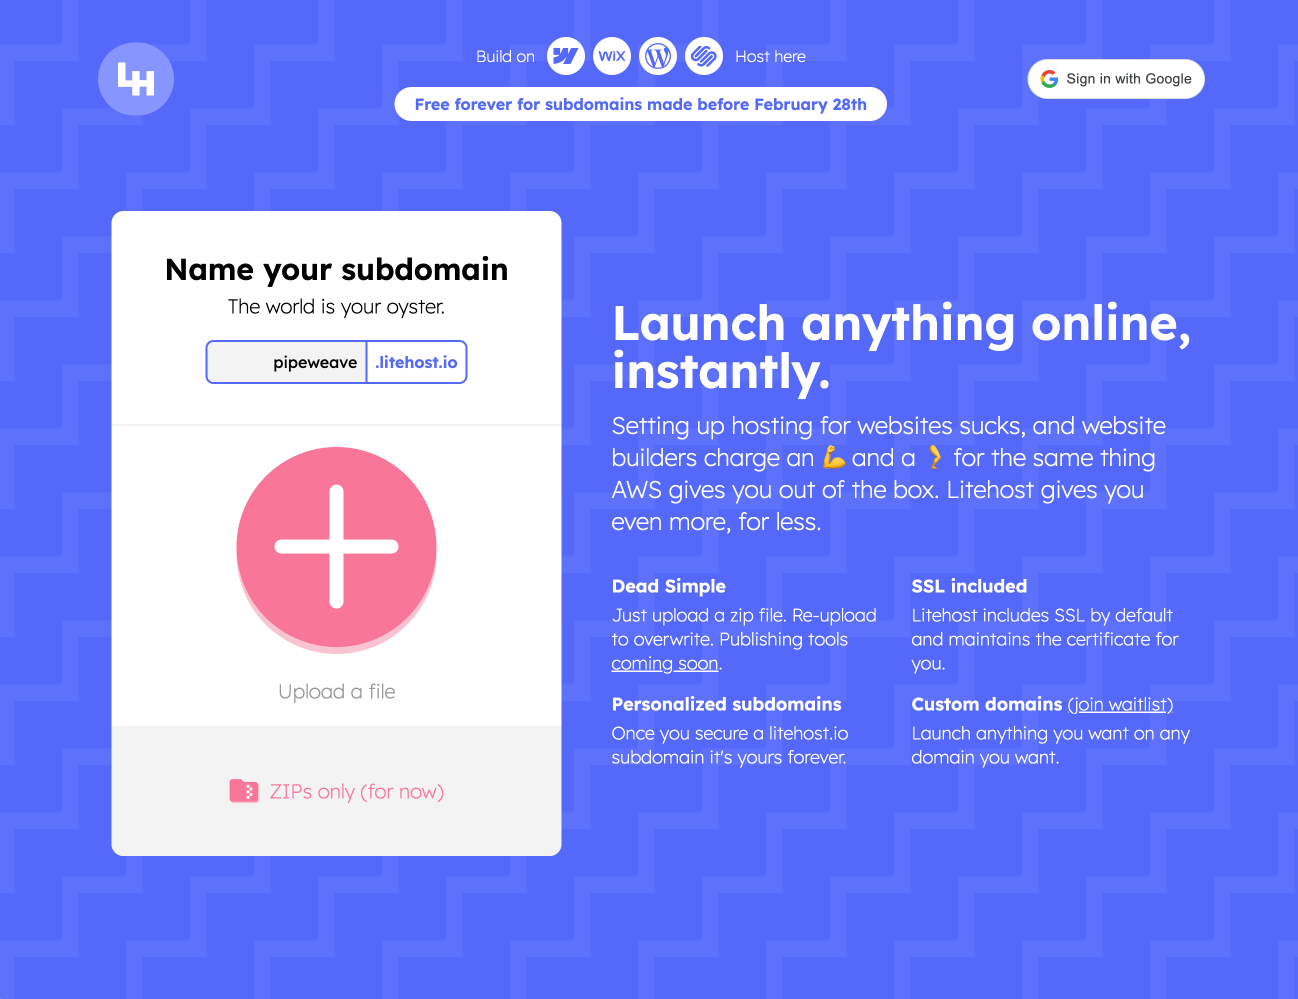 LH
Build on
WiX
Host here
Free forever for subdomains made before February 28th
Sign in with Google
Name your subdomain
The world is your oyster.
pipeweave .litehost.io
Upload a file
ZIPs only (for now)
Launch anything online,
instantly.
Setting up hosting for websites sucks, and website
builders charge an 💪 and a 🦵 for the same thing
AWS gives you out of the box. Litehost gives you
even more, for less.
Dead Simple
Just upload a zip file. Re-upload
to overwrite. Publishing tools
coming soon.
SSL included
Litehost includes SSL by default
and maintains the certificate for
you.
Personalized subdomains
Once you secure a litehost.io
subdomain it's yours forever.
Custom domains (join waitlist)
Launch anything you want on any
domain you want.